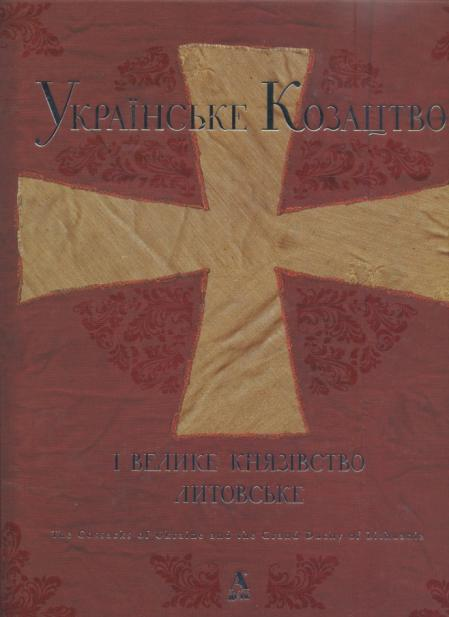 Українське Козацтво
і велике князівство
литовське
The Cossacks of Ukraine and the Grand Duchy of Lithuania
А